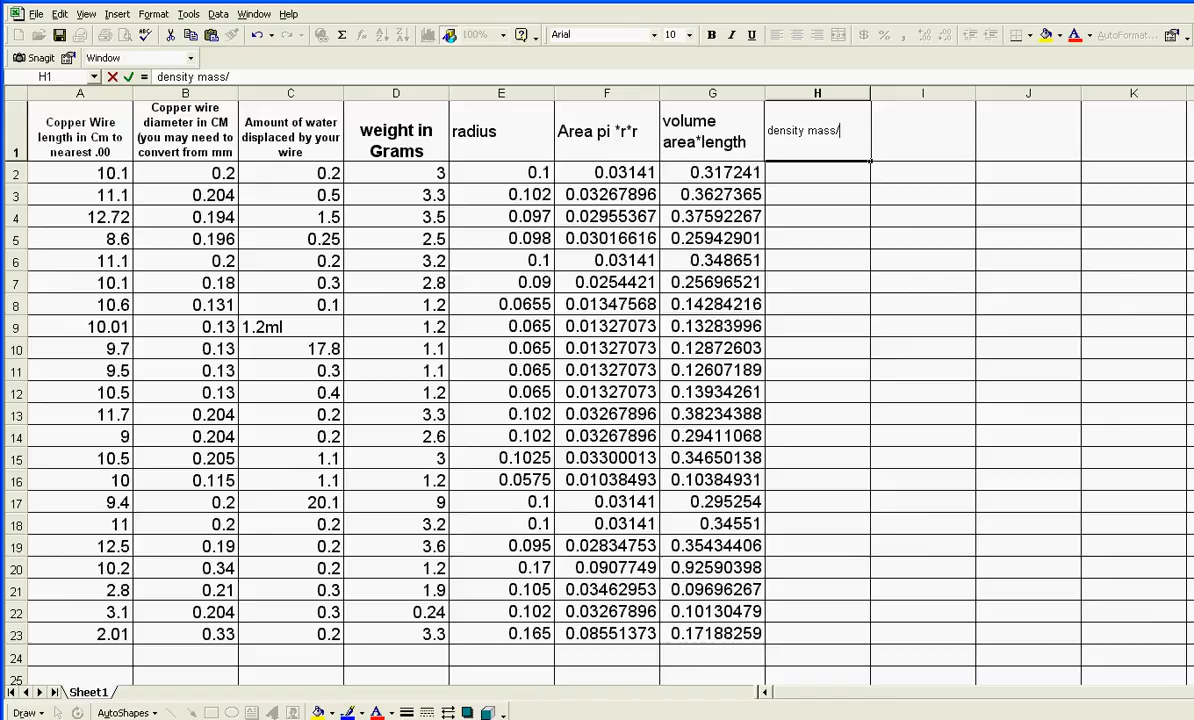 File Edit View Insert Format Tools Data Window Help
100% Arial 10 B I U $ % , AutoFormat...
Snagit Window
H1 = density mass/
A B C D E F G H I J K
1 Copper Wire length in Cm to nearest .00 Copper wire diameter in CM (you may need to convert from mm Amount of water displaced by your wire weight in Grams radius Area pi *r*r volume area*length density mass/
2 10.1 0.2 0.2 3 0.1 0.03141 0.317241
3 11.1 0.204 0.5 3.3 0.102 0.03267896 0.3627365
4 12.72 0.194 1.5 3.5 0.097 0.02955367 0.37592267
5 8.6 0.196 0.25 2.5 0.098 0.03016616 0.25942901
6 11.1 0.2 0.2 3.2 0.1 0.03141 0.348651
7 10.1 0.18 0.3 2.8 0.09 0.0254421 0.25696521
8 10.6 0.131 0.1 1.2 0.0655 0.01347568 0.14284216
9 10.01 0.13 1.2ml 1.2 0.065 0.01327073 0.13283996
10 9.7 0.13 17.8 1.1 0.065 0.01327073 0.12872603
11 9.5 0.13 0.3 1.1 0.065 0.01327073 0.12607189
12 10.5 0.13 0.4 1.2 0.065 0.01327073 0.13934261
13 11.7 0.204 0.2 3.3 0.102 0.03267896 0.38234388
14 9 0.204 0.2 2.6 0.102 0.03267896 0.29411068
15 10.5 0.205 1.1 3 0.1025 0.03300013 0.34650138
16 10 0.115 1.1 1.2 0.0575 0.01038493 0.10384931
17 9.4 0.2 20.1 9 0.1 0.03141 0.295254
18 11 0.2 0.2 3.2 0.1 0.03141 0.34551
19 12.5 0.19 0.2 3.6 0.095 0.02834753 0.35434406
20 10.2 0.34 0.2 1.2 0.17 0.0907749 0.92590398
21 2.8 0.21 0.3 1.9 0.105 0.03462953 0.09696267
22 3.1 0.204 0.3 0.24 0.102 0.03267896 0.10130479
23 2.01 0.33 0.2 3.3 0.165 0.08551373 0.17188259
24
25
Sheet1
Draw AutoShapes